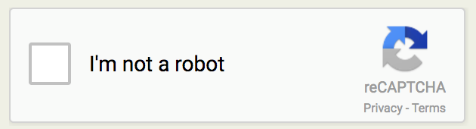 I'm not a robot
reCAPTCHA
Privacy - Terms